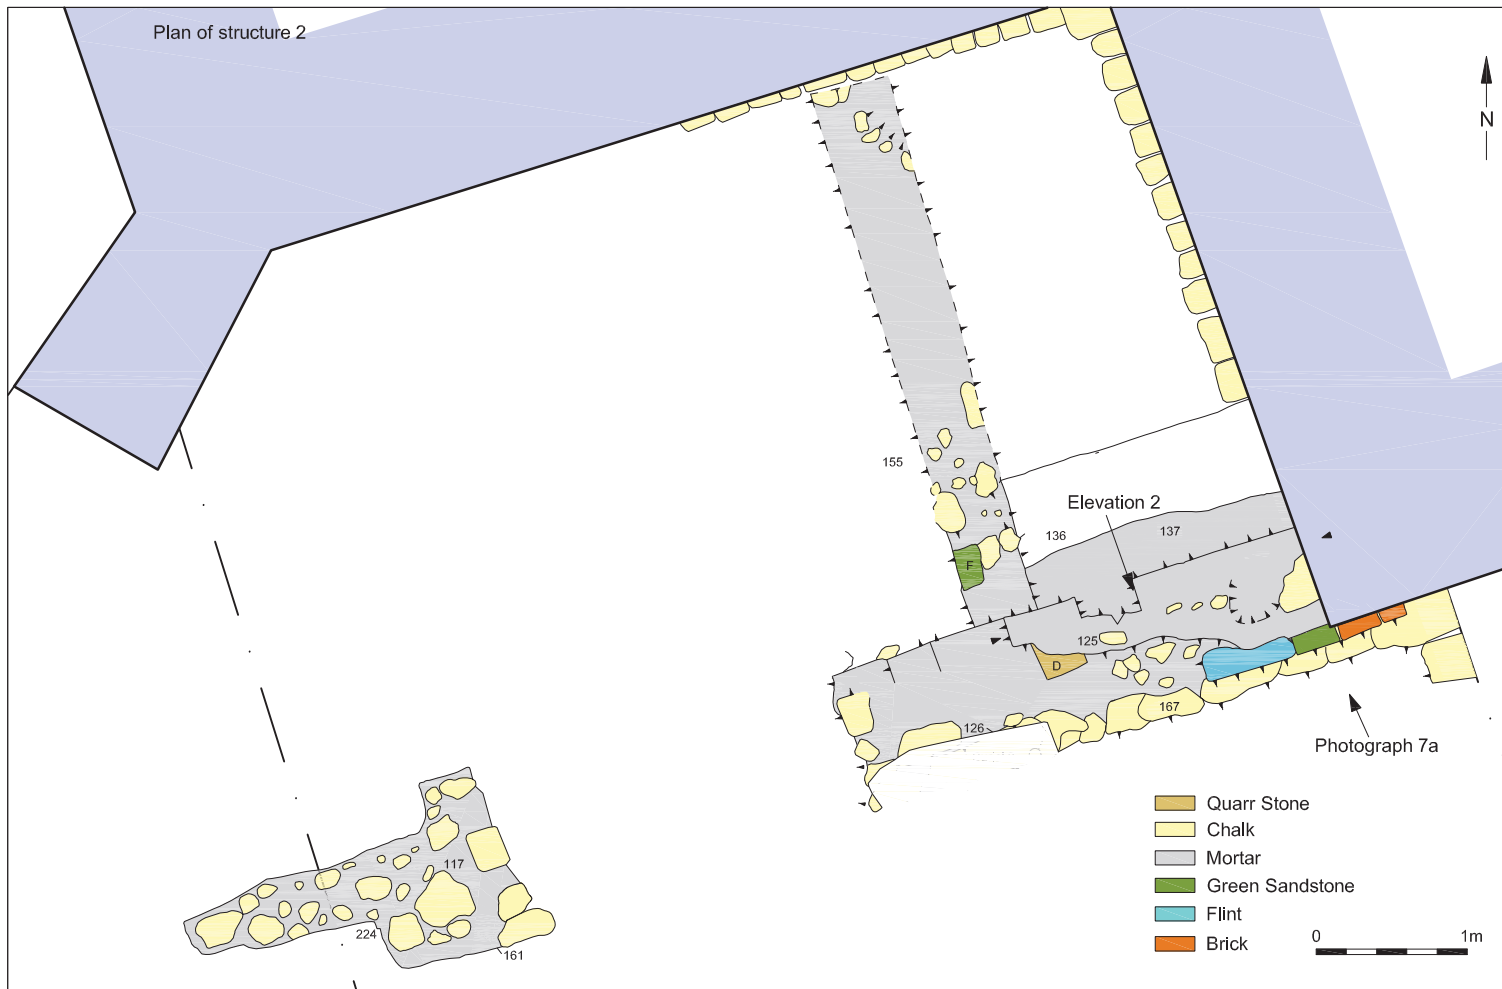 Plan of structure 2
N
155
Elevation 2
136
137
F
125
D
126
167
Photograph 7a
117
224
161
Quarr Stone
Chalk
Mortar
Green Sandstone
Flint
Brick
0
1m